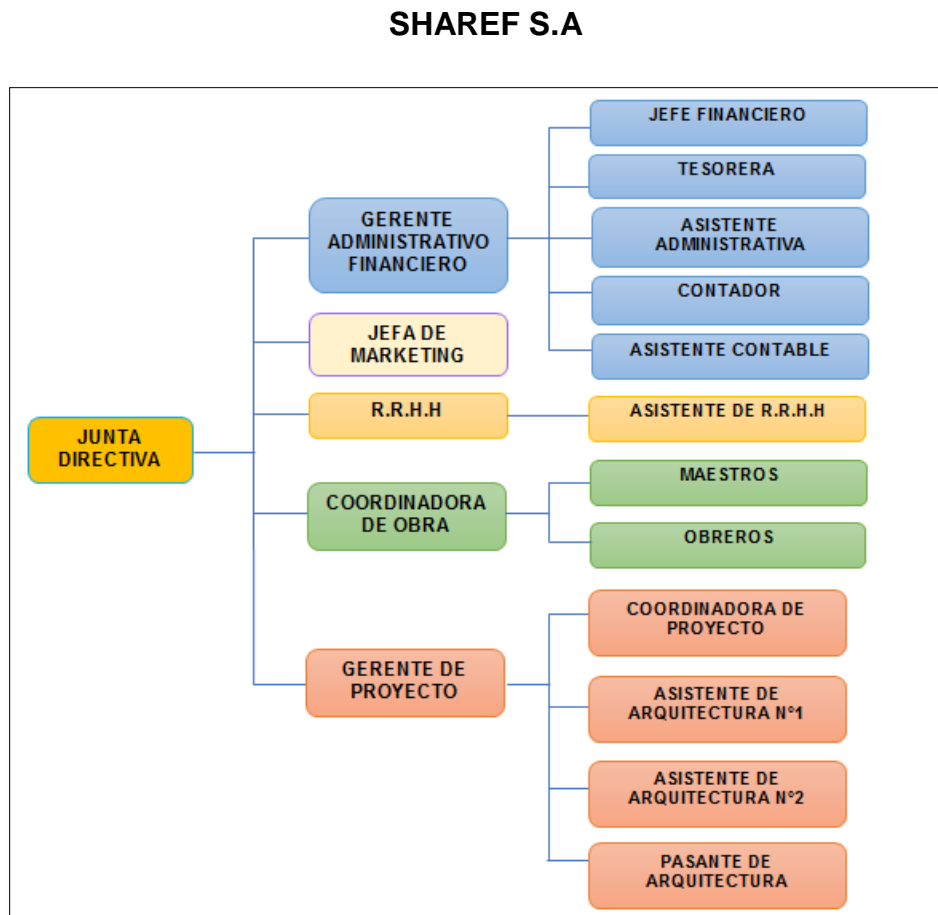 SHAREF S.A
JUNTA
DIRECTIVA
GERENTE
ADMINISTRATIVO
FINANCIERO
JEFE FINANCIERO
TESORERA
ASISTENTE
ADMINISTRATIVA
CONTADOR
ASISTENTE CONTABLE
JEFA DE
MARKETING
R.R.H.H
ASISTENTE DE R.R.H.H
COORDINADORA
DE OBRA
MAESTROS
OBREROS
GERENTE DE
PROYECTO
COORDINADORA DE
PROYECTO
ASISTENTE DE
ARQUITECTURA N°1
ASISTENTE DE
ARQUITECTURA N°2
PASANTE DE
ARQUITECTURA